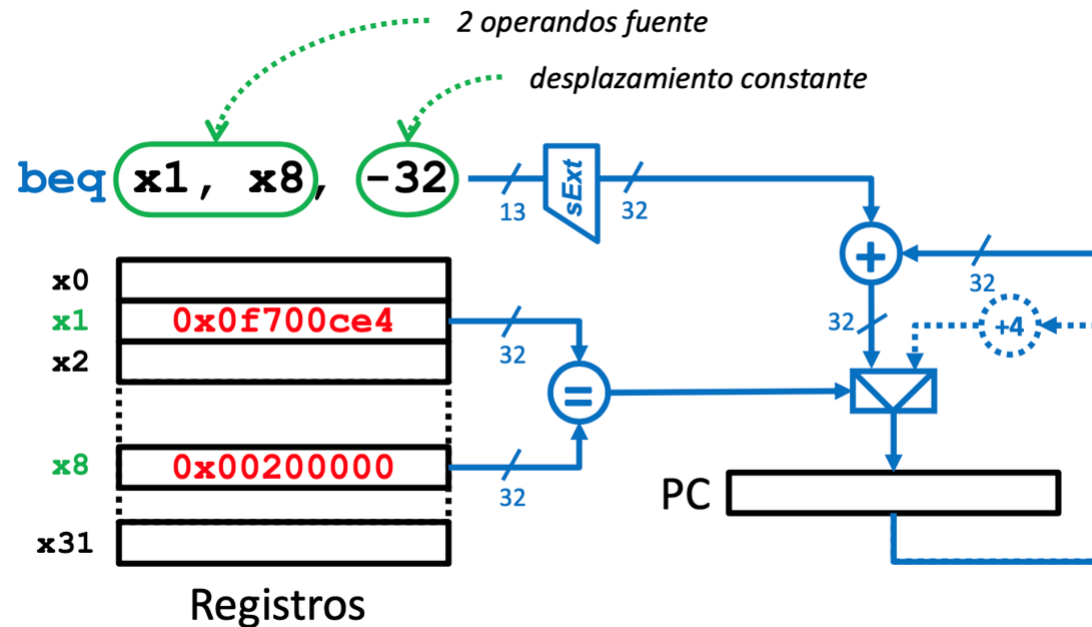 2 operandos fuente
desplazamiento constante
beq x1, x8, -32
13
sExt
32
+
32
x0
x1 0x0f700ce4
32
32
+4
x2
=
x8 0x00200000
32
PC
x31
Registros